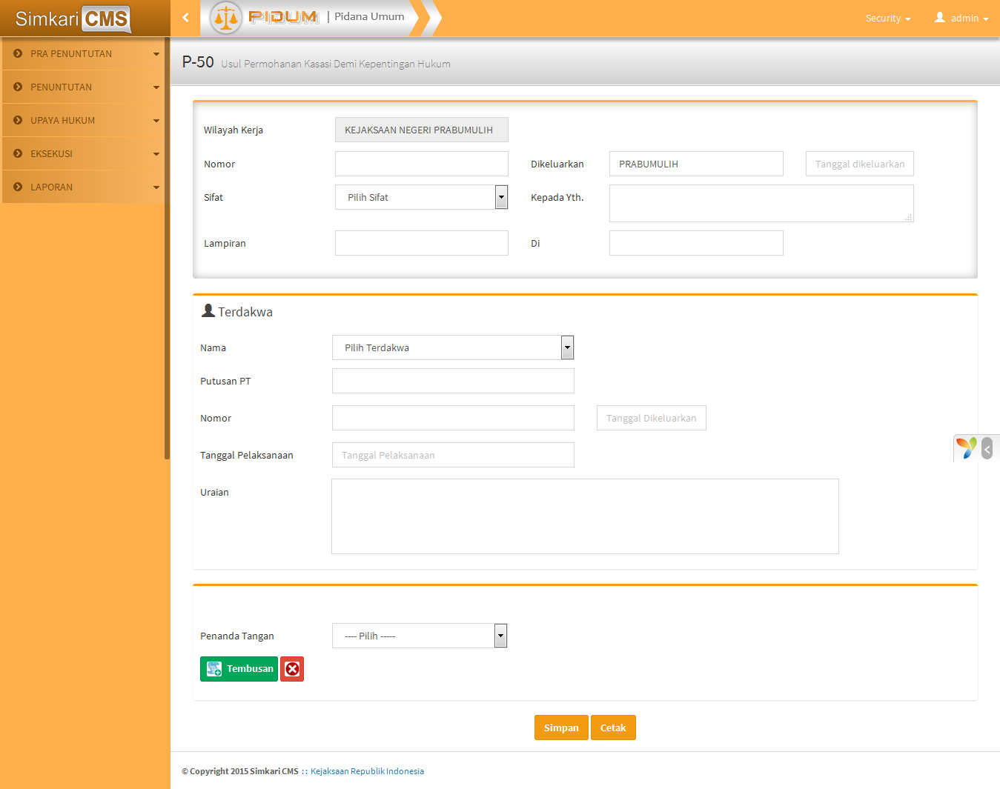 Simkari CMS
PIDUM | Pidana Umum
Security
admin
PRA PENUNTUTAN
PENUNTUTAN
UPAYA HUKUM
EKSEKUSI
LAPORAN
P-50 Usul Permohanan Kasasi Demi Kepentingan Hukum
Wilayah Kerja KEJAKSAAN NEGERI PRABUMULIH
Nomor Dikeluarkan PRABUMULIH Tanggal dikeluarkan
Sifat Pilih Sifat Kepada Yth.
Lampiran Di
Terdakwa
Nama Pilih Terdakwa
Putusan PT
Nomor Tanggal Dikeluarkan
Tanggal Pelaksanaan Tanggal Pelaksanaan
Uraian
Penanda Tangan ---- Pilih -----
Tembusan
Simpan Cetak
© Copyright 2015 Simkari CMS :: Kejaksaan Republik Indonesia